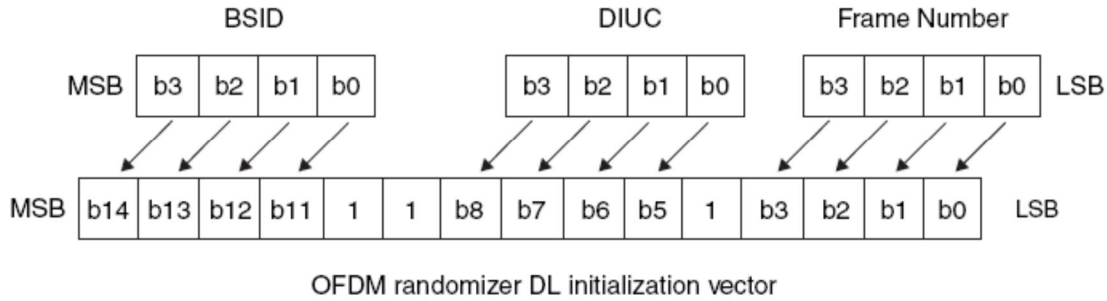 BSID DIUC Frame Number
MSB b3 b2 b1 b0 b3 b2 b1 b0 b3 b2 b1 b0 LSB
MSB b14 b13 b12 b11 1 1 b8 b7 b6 b5 1 b3 b2 b1 b0 LSB
OFDM randomizer DL initialization vector